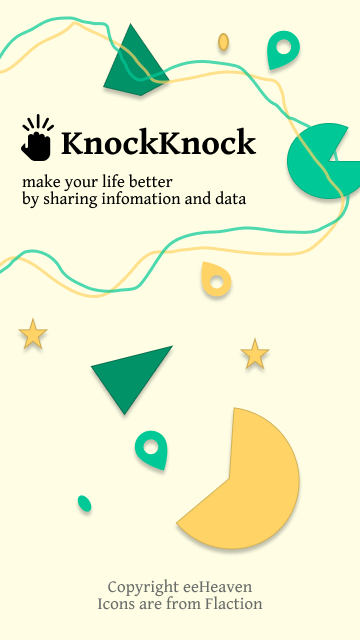 KnockKnock
make your life better
by sharing infomation and data
Copyright eeHeaven
Icons are from Flaction